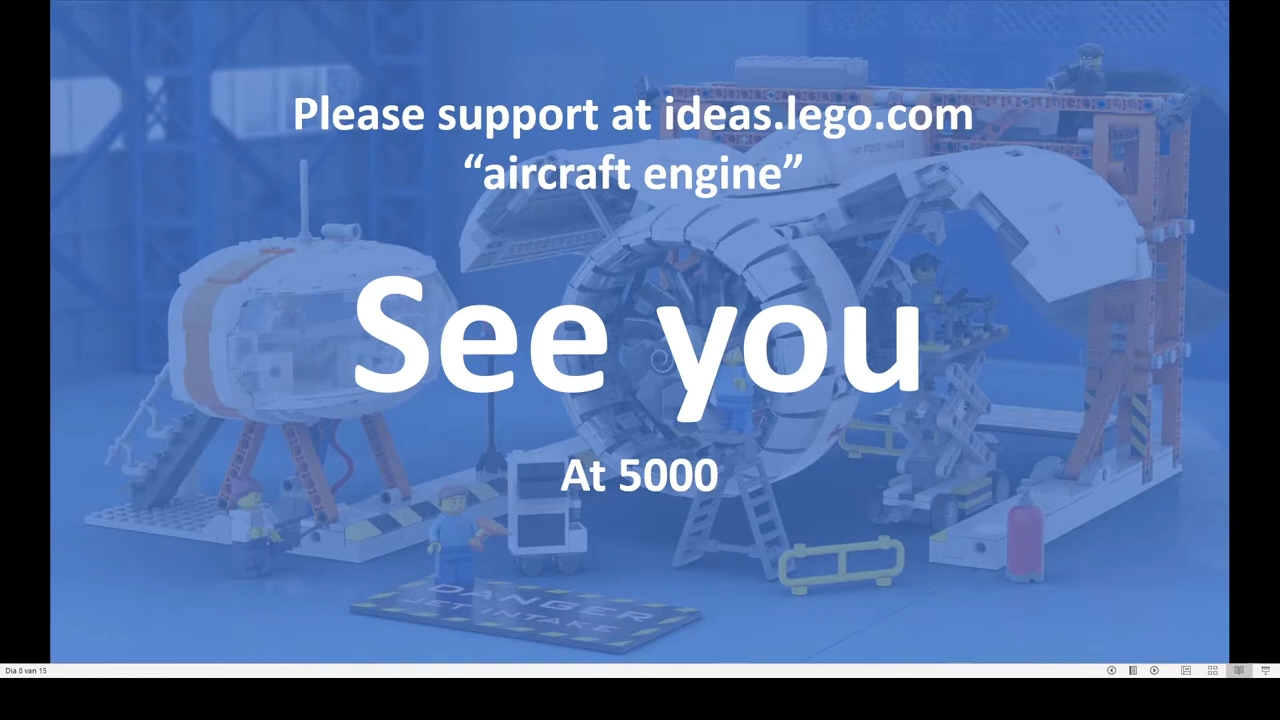 Please support at ideas.lego.com
“aircraft engine”
See you
At 5000
DANGER
JET INTAKE
Dia 8 van 15